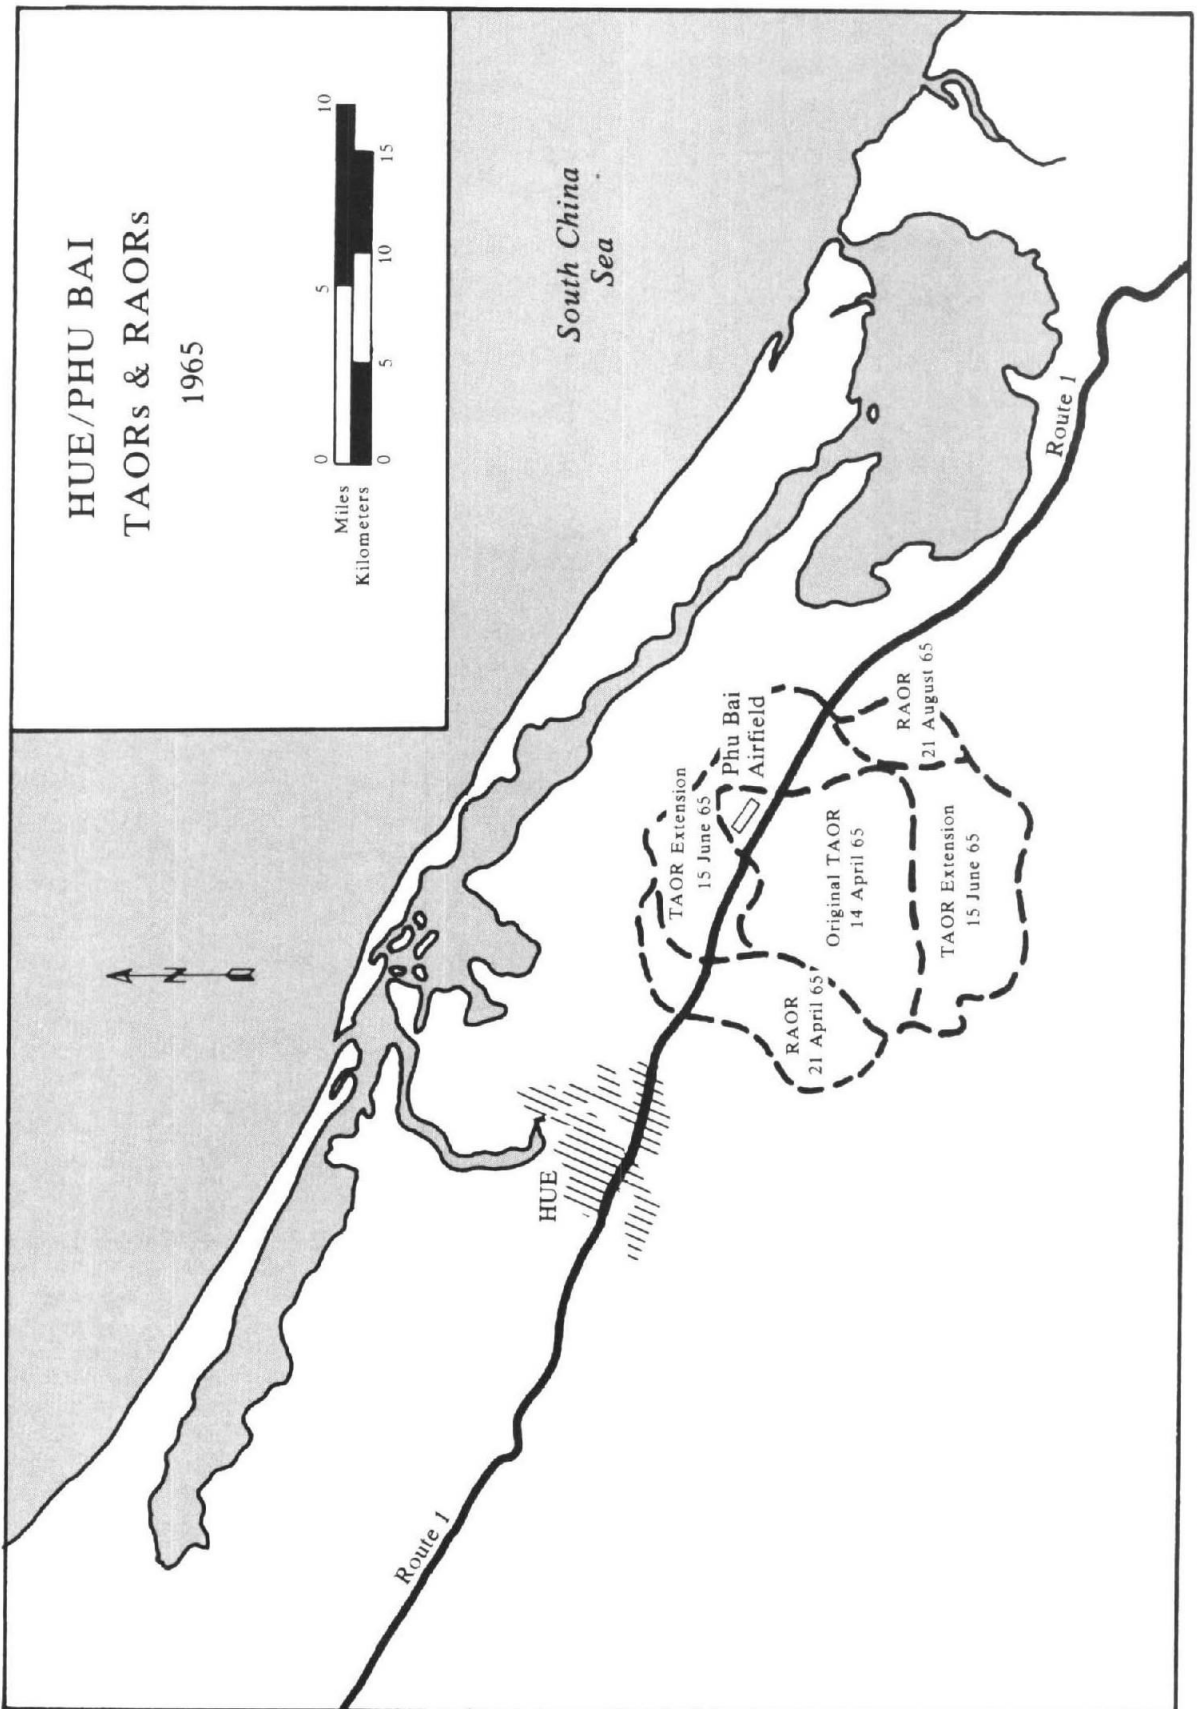 HUE/PHU BAI
TAORs & RAORs
1965
0 5 10
Miles
Kilometers
0 5 10 15
South China
Sea
N
Route 1
HUE
RAOR
21 April 65
TAOR Extension
15 June 65
Phu Bai
Airfield
Original TAOR
14 April 65
TAOR Extension
15 June 65
RAOR
21 August 65
Route 1